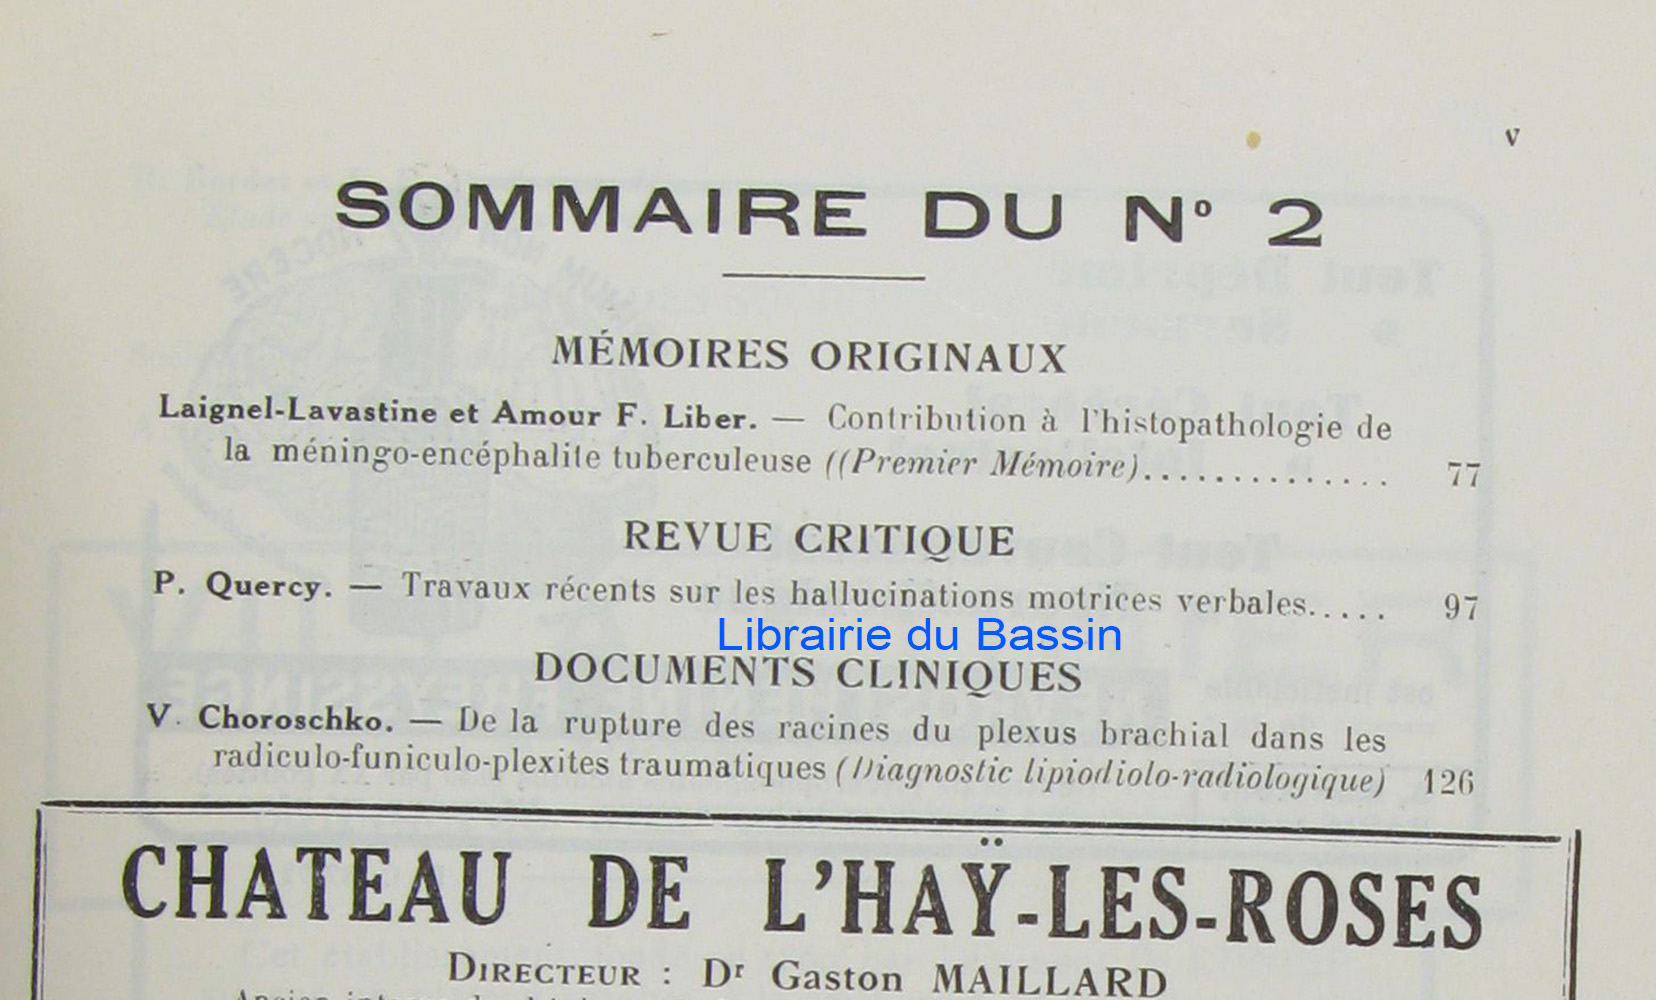 v
SOMMAIRE DU Nº 2
MÉMOIRES ORIGINAUX
Laignel-Lavastine et Amour F. Liber. — Contribution à l'histopathologie de
la méningo-encéphalite tuberculeuse ((Premier Mémoire).............. 77
REVUE CRITIQUE
P. Quercy. — Travaux récents sur les hallucinations motrices verbales..... 97
Librairie du Bassin
DOCUMENTS CLINIQUES
V. Choroschko. — De la rupture des racines du plexus brachial dans les
radiculo-funiculo-plexites traumatiques (Diagnostic lipiodiolo-radiologique) 126
CHATEAU DE L'HAŸ-LES-ROSES
DIRECTEUR : Dr Gaston MAILLARD